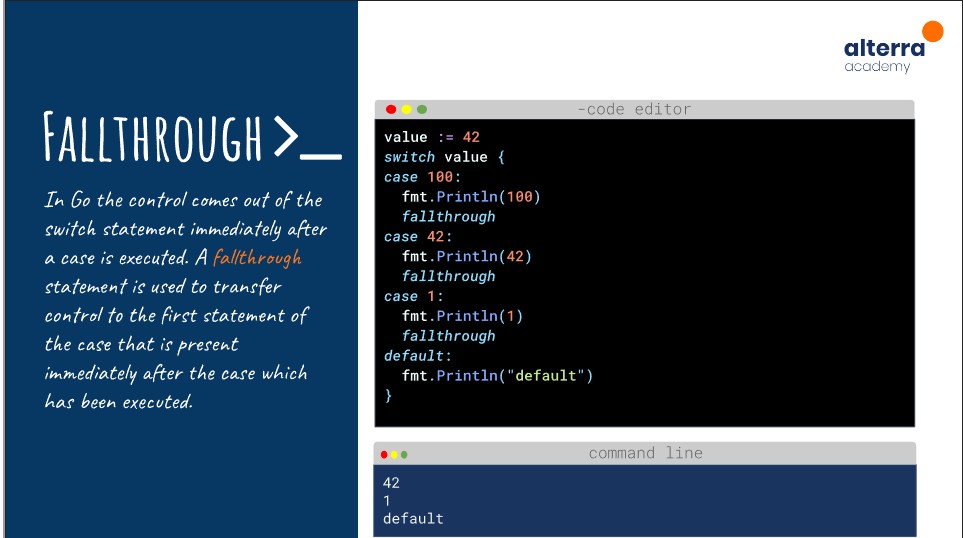 alterra
academy
FALLTHROUGH >_
In Go the control comes out of the
switch statement immediately after
a case is executed. A fallthrough
statement is used to transfer
control to the first statement of
the case that is present
immediately after the case which
has been executed.
-code editor
value := 42
switch value {
case 100:
  fmt.Println(100)
  fallthrough
case 42:
  fmt.Println(42)
  fallthrough
case 1:
  fmt.Println(1)
  fallthrough
default:
  fmt.Println("default")
}
command line
42
1
default